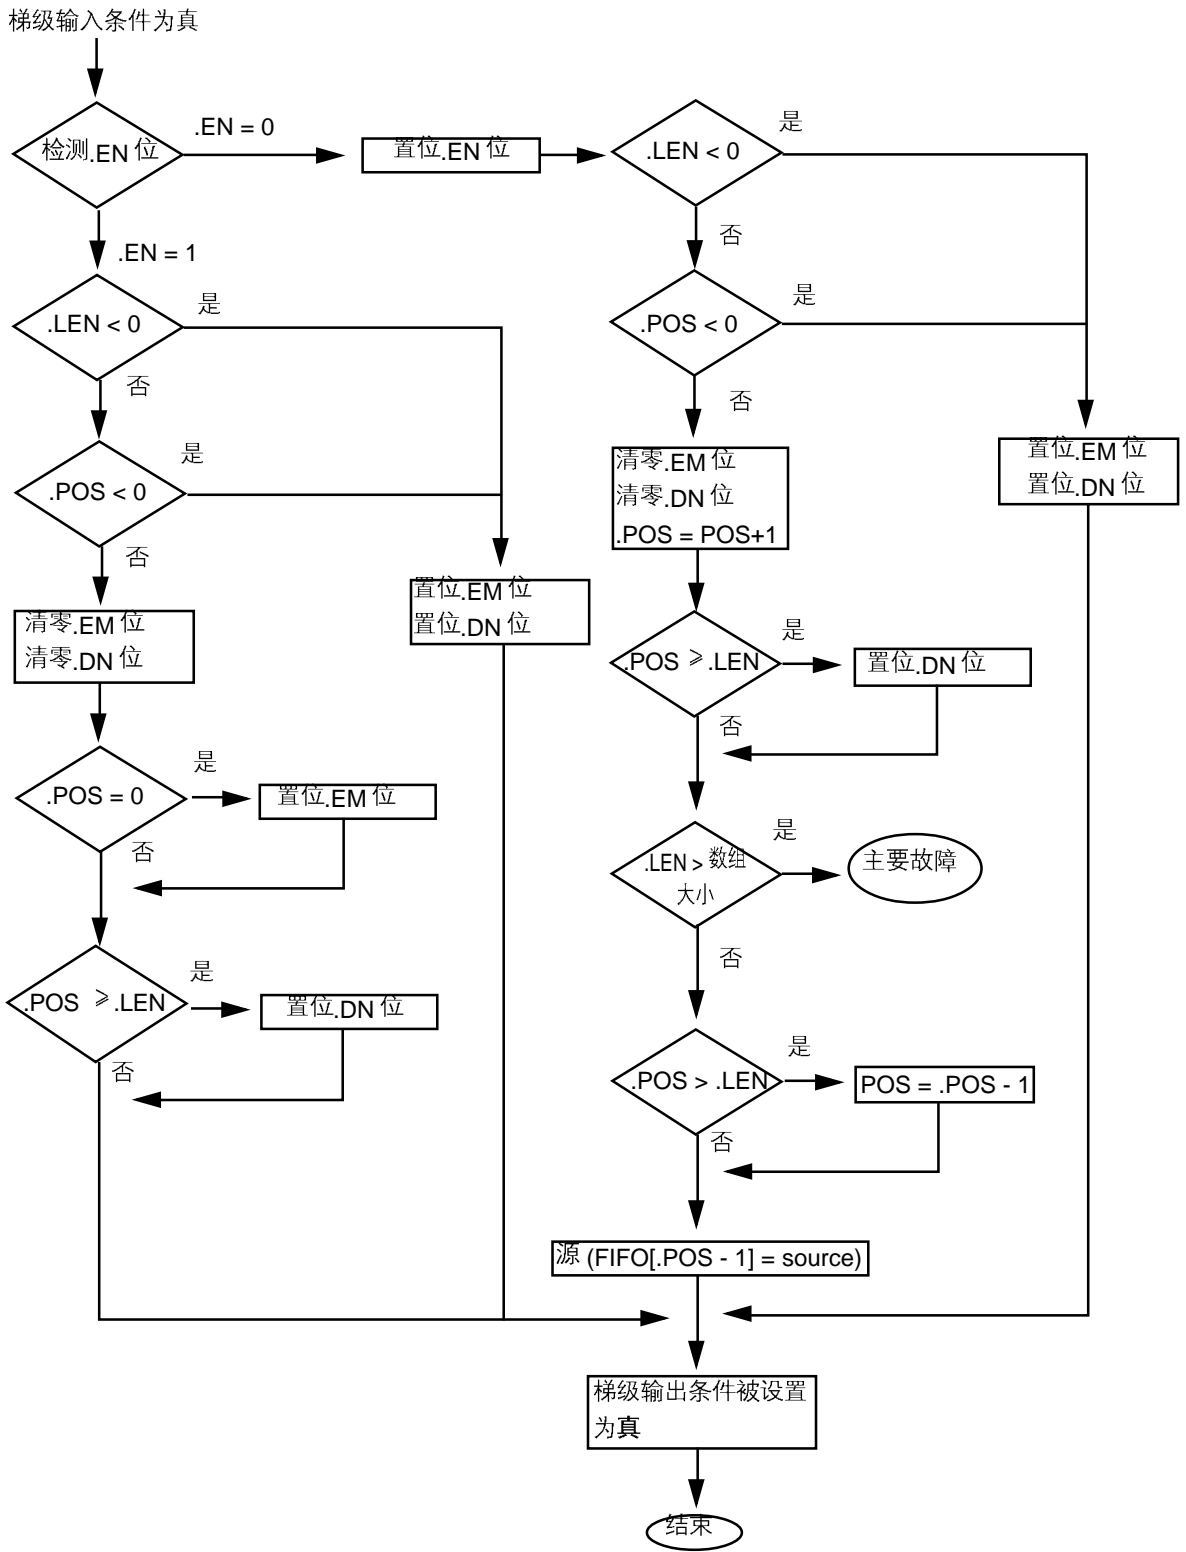 梯级输入条件为真
检测.EN 位
.EN = 0
置位.EN 位
.LEN < 0
是
否
.EN = 1
.LEN < 0
是
否
.POS < 0
是
否
.POS < 0
是
否
清零.EM 位
清零.DN 位
.POS = POS+1
置位.EM 位
置位.DN 位
置位.EM 位
置位.DN 位
清零.EM 位
清零.DN 位
.POS ⩾ .LEN
是
置位.DN 位
否
.POS = 0
是
置位.EM 位
否
.LEN > 数组
大小
是
主要故障
否
.POS ⩾ .LEN
是
置位.DN 位
否
.POS > .LEN
是
POS = .POS - 1
否
源 (FIFO[.POS - 1] = source)
梯级输出条件被设置
为真
结束